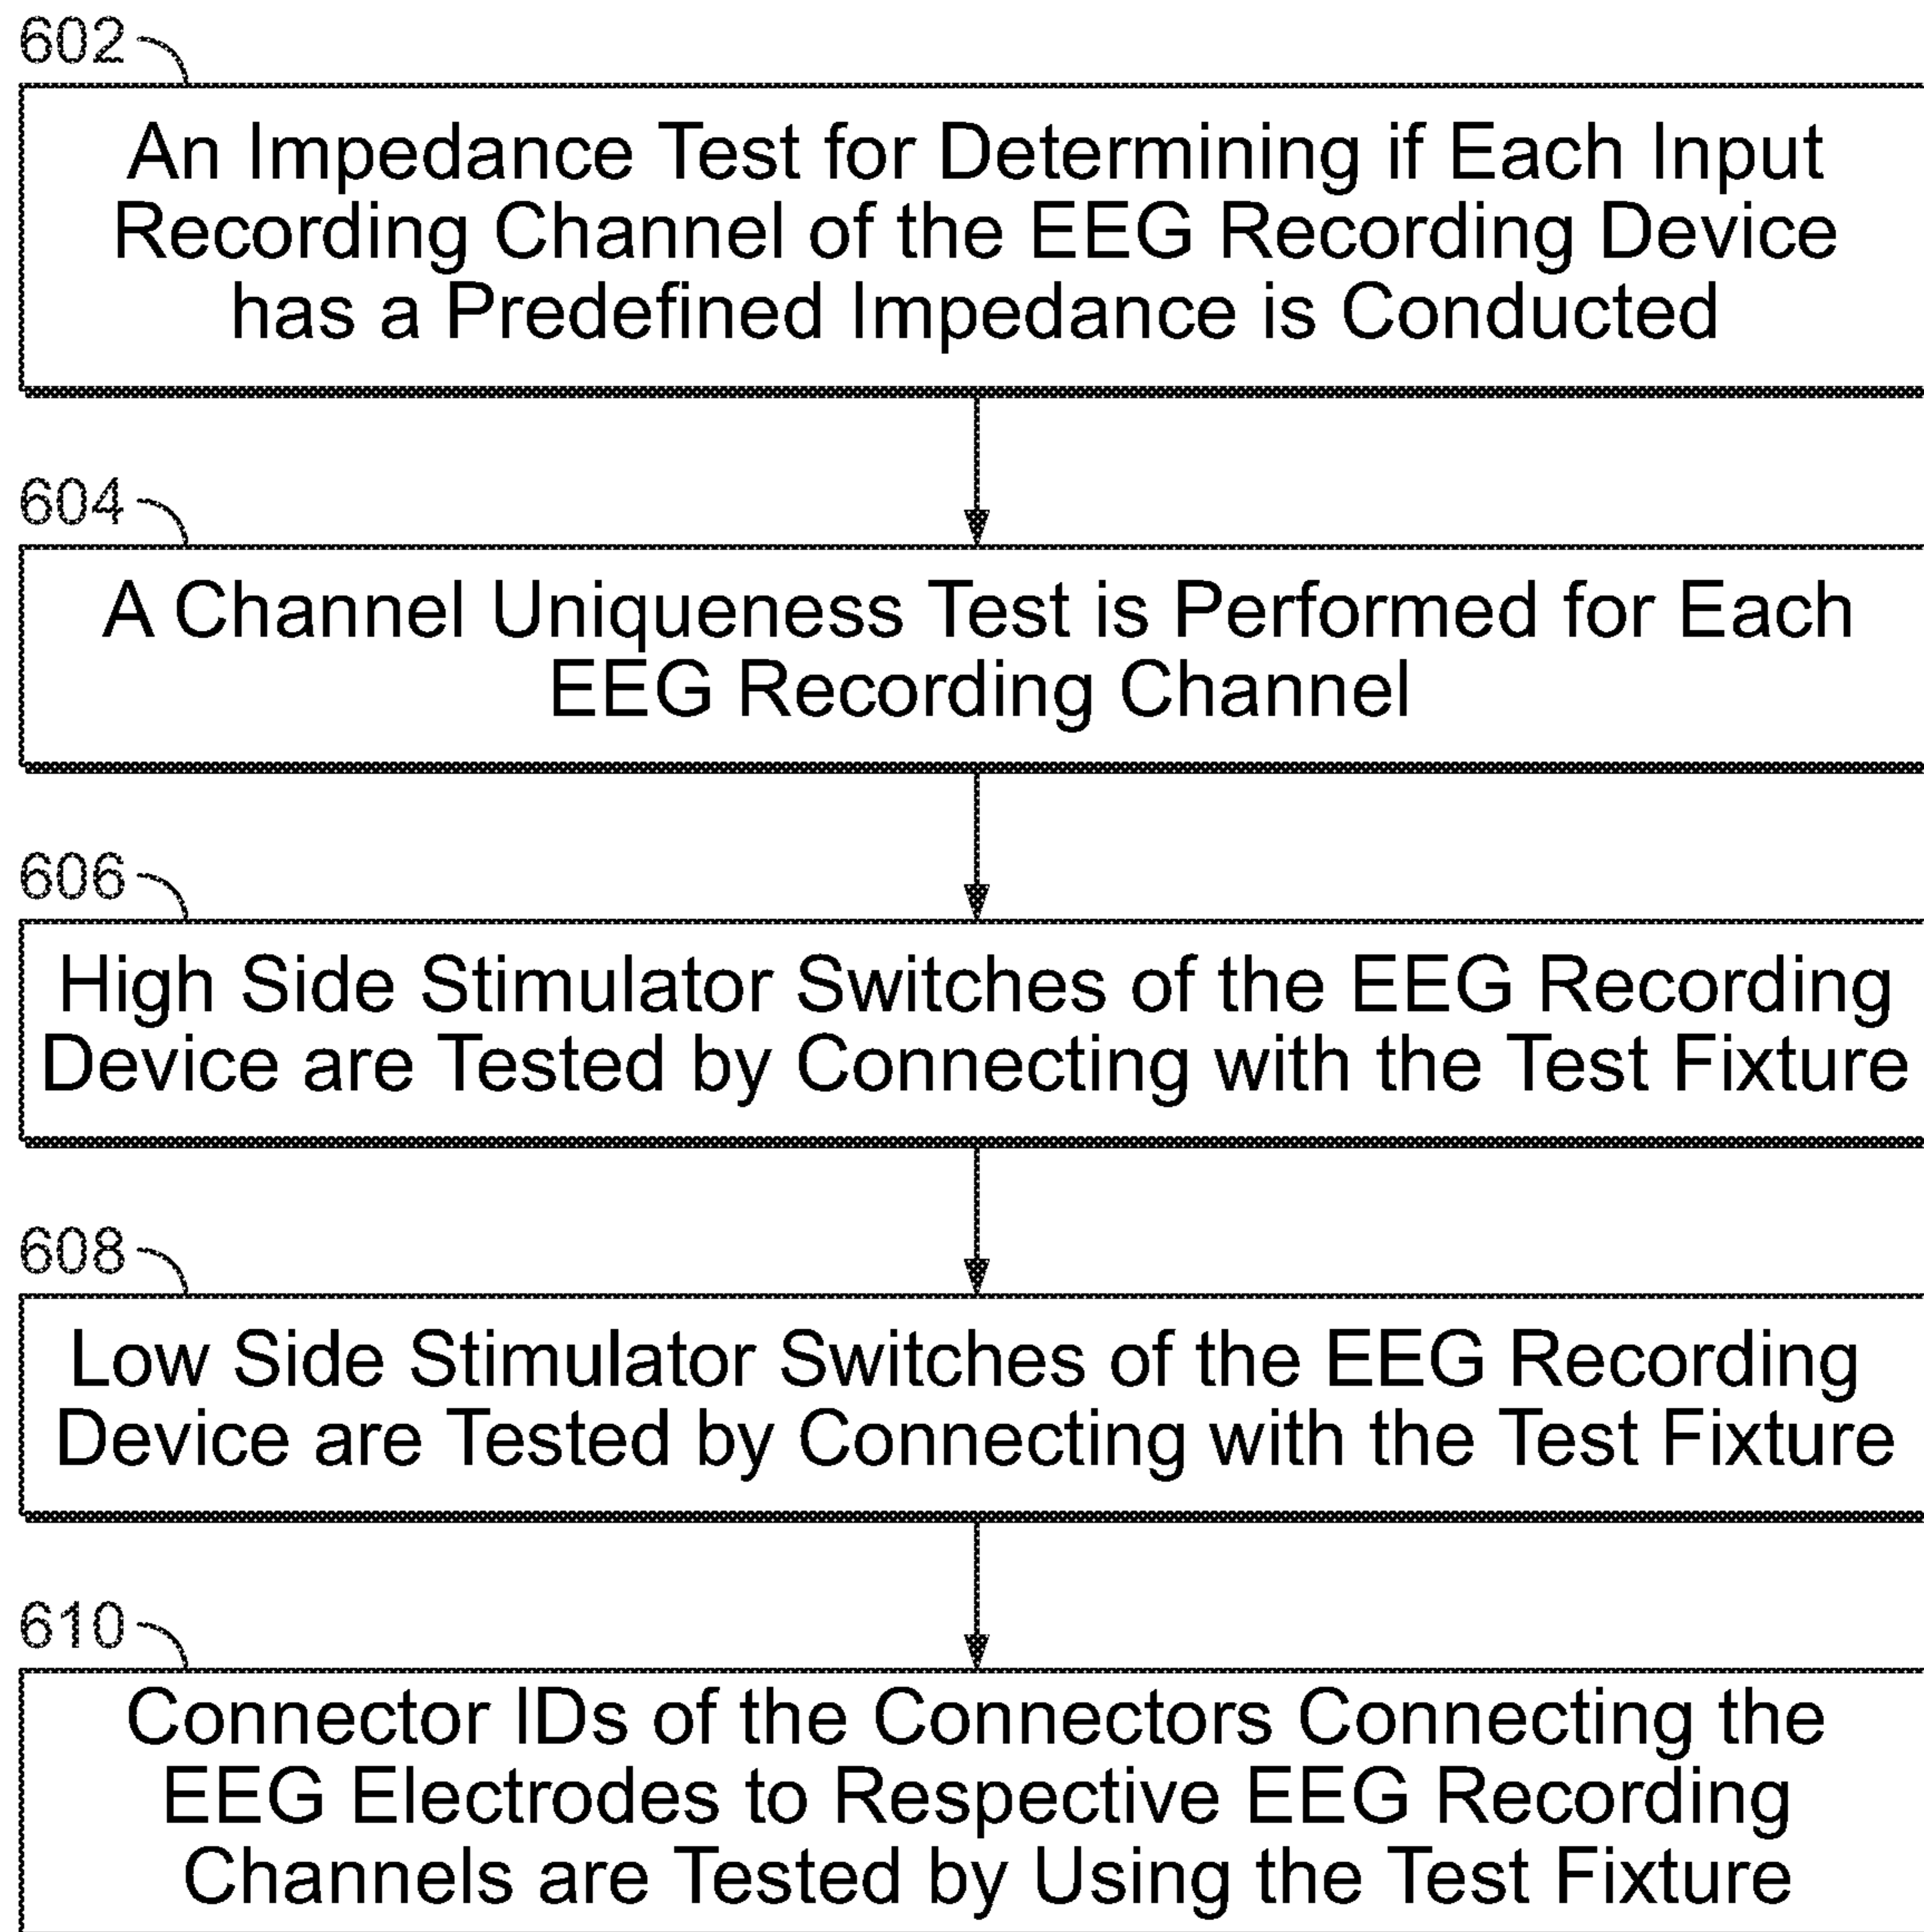 602
An Impedance Test for Determining if Each Input
Recording Channel of the EEG Recording Device
has a Predefined Impedance is Conducted
604
A Channel Uniqueness Test is Performed for Each
EEG Recording Channel
606
High Side Stimulator Switches of the EEG Recording
Device are Tested by Connecting with the Test Fixture
608
Low Side Stimulator Switches of the EEG Recording
Device are Tested by Connecting with the Test Fixture
610
Connector IDs of the Connectors Connecting the
EEG Electrodes to Respective EEG Recording
Channels are Tested by Using the Test Fixture